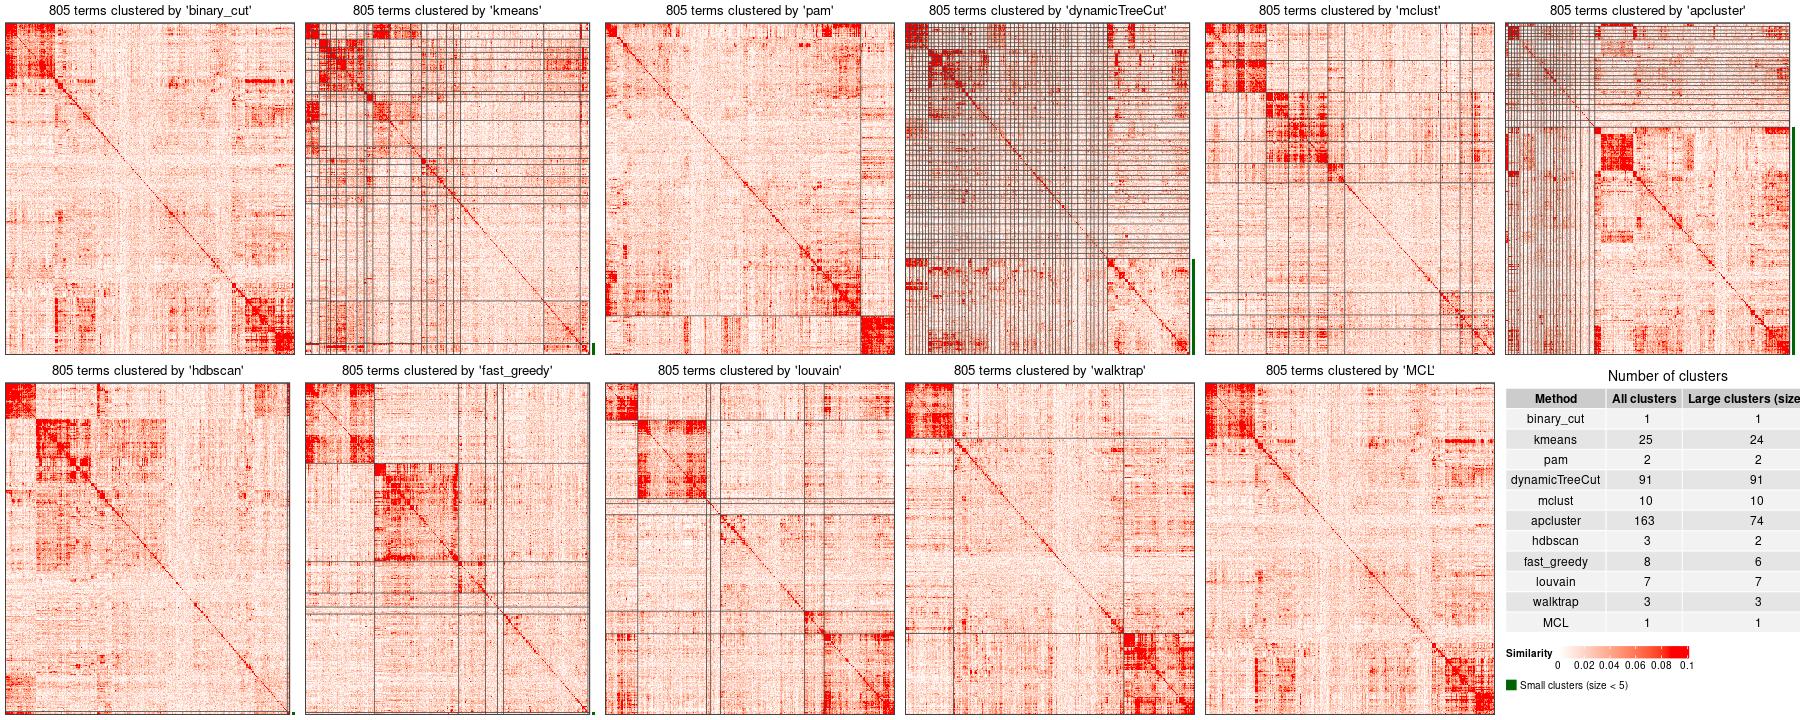 805 terms clustered by 'binary_cut'
805 terms clustered by 'kmeans'
805 terms clustered by 'pam'
805 terms clustered by 'dynamicTreeCut'
805 terms clustered by 'mclust'
805 terms clustered by 'apcluster'
805 terms clustered by 'hdbscan'
805 terms clustered by 'fast_greedy'
805 terms clustered by 'louvain'
805 terms clustered by 'walktrap'
805 terms clustered by 'MCL'
Number of clusters
Method All clusters Large clusters (size
binary_cut 1 1
kmeans 25 24
pam 2 2
dynamicTreeCut 91 91
mclust 10 10
apcluster 163 74
hdbscan 3 2
fast_greedy 8 6
louvain 7 7
walktrap 3 3
MCL 1 1
Similarity
0 0.02 0.04 0.06 0.08 0.1
Small clusters (size < 5)